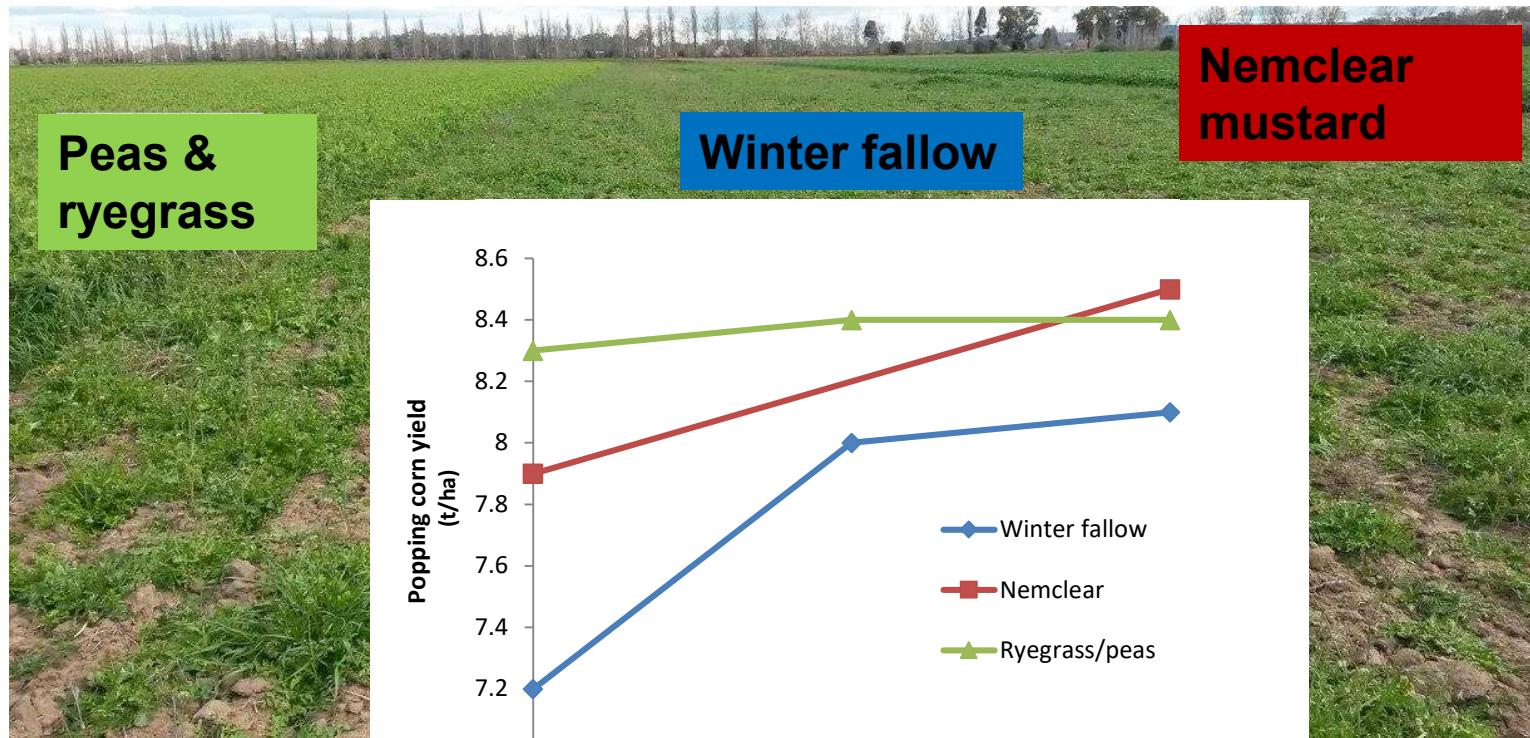 Peas &
ryegrass
Winter fallow
Nemclear
mustard
8.6
8.4
8.2
8
7.8
7.6
7.4
7.2
Popping corn yield
(t/ha)
Winter fallow
Nemclear
Ryegrass/peas